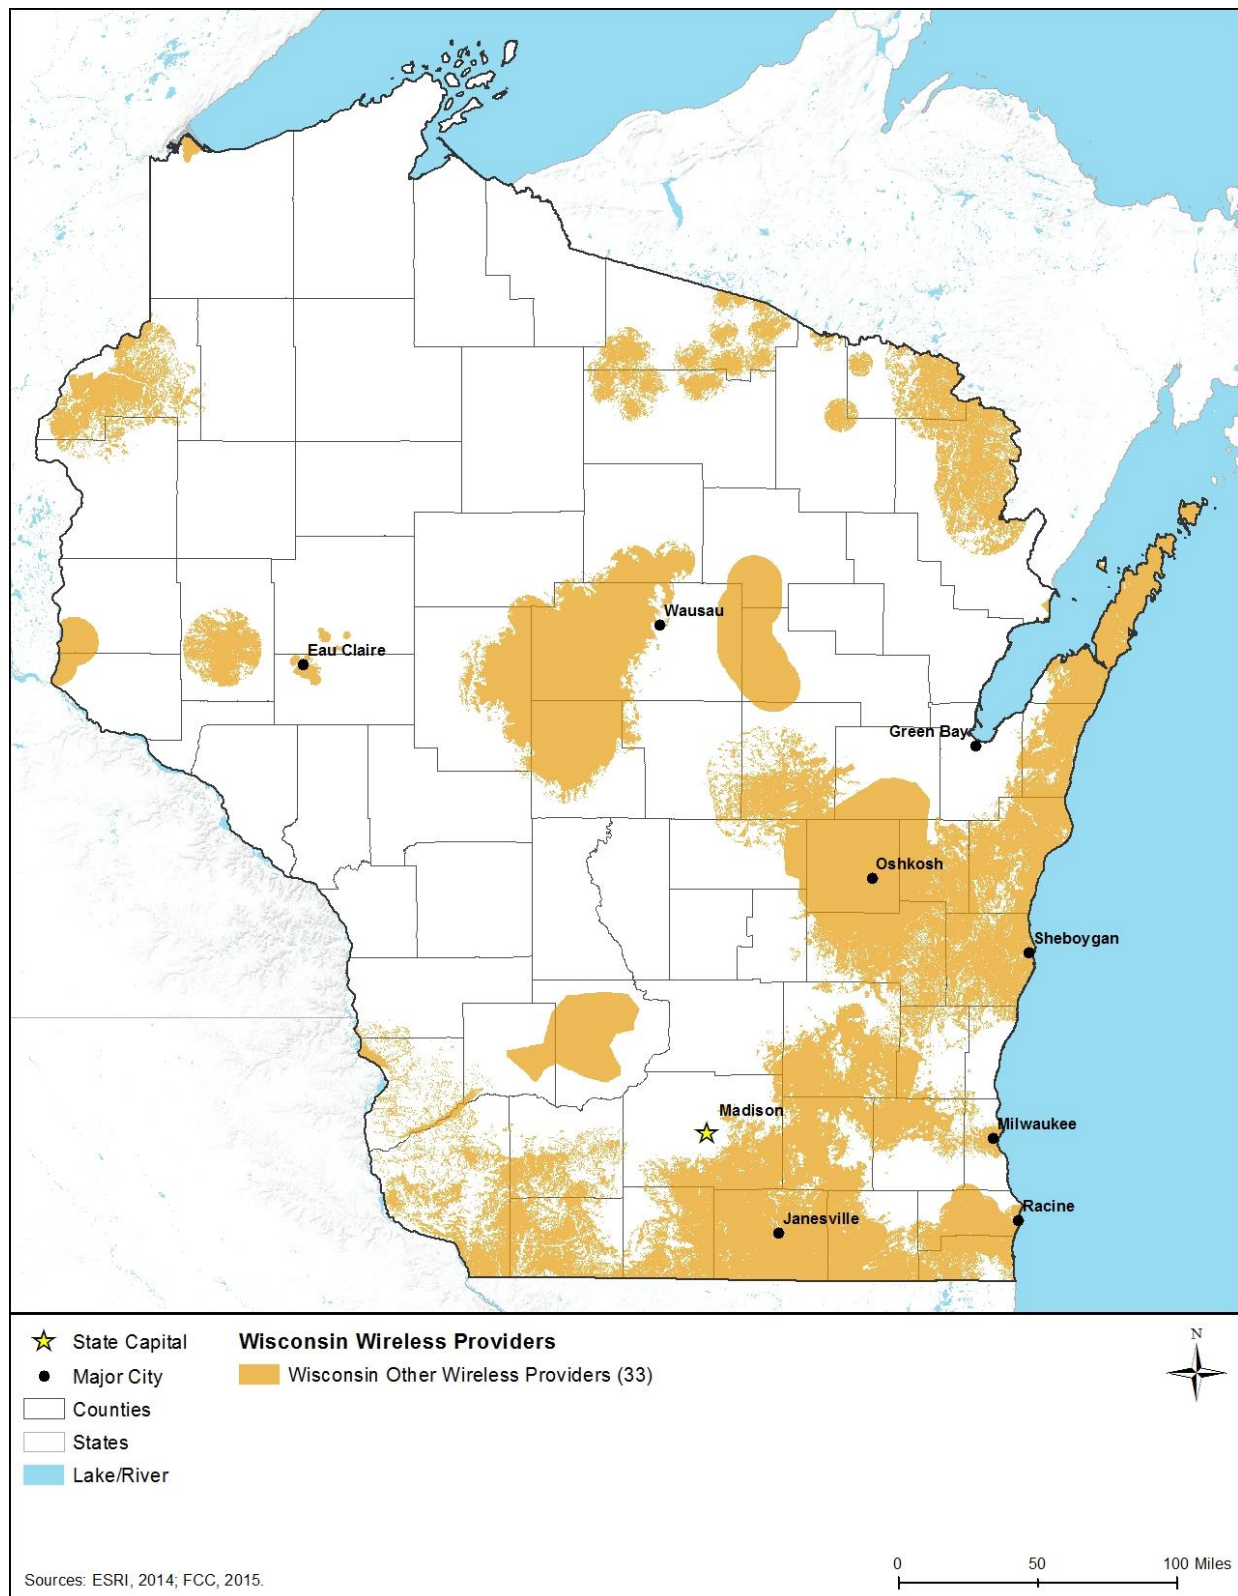 Wausau
Eau Claire
Green Bay
Oshkosh
Sheboygan
Madison
Milwaukee
Racine
Janesville
State Capital
Major City
Counties
States
Lake/River
Wisconsin Wireless Providers
Wisconsin Other Wireless Providers (33)
N
Sources: ESRI, 2014; FCC, 2015.
0 50 100 Miles